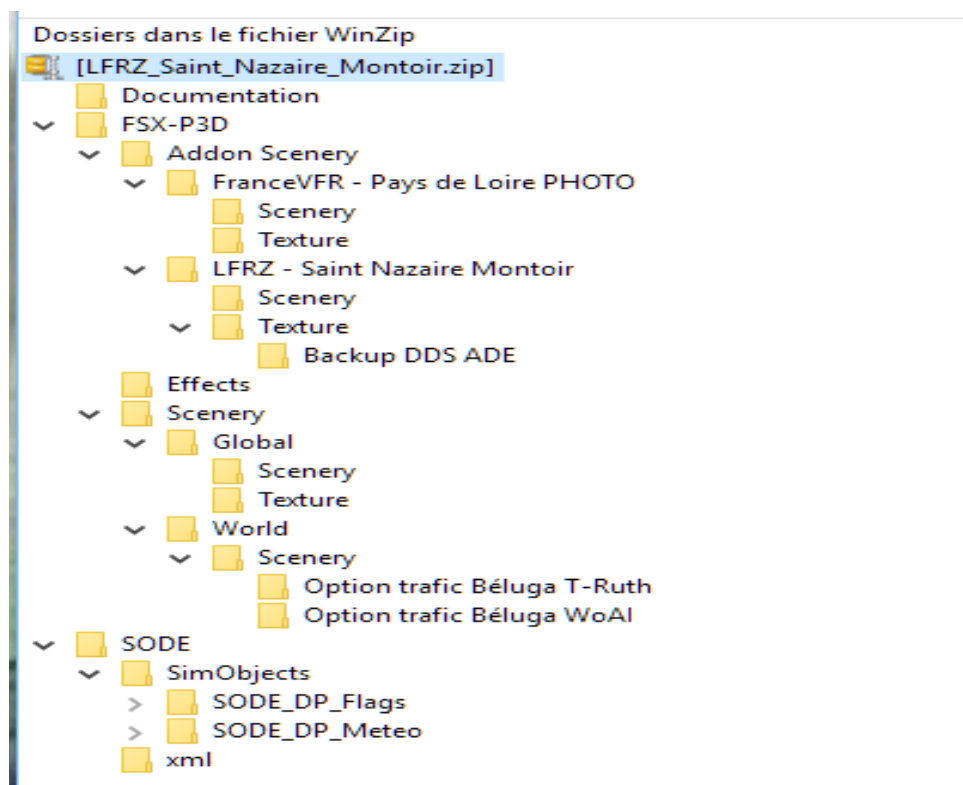 Dossiers dans le fichier WinZip
[LFRZ_Saint_Nazaire_Montoir.zip]
Documentation
FSX-P3D
Addon Scenery
FranceVFR - Pays de Loire PHOTO
Scenery
Texture
LFRZ - Saint Nazaire Montoir
Scenery
Texture
Backup DDS ADE
Effects
Scenery
Global
Scenery
Texture
World
Scenery
Option trafic Béluga T-Ruth
Option trafic Béluga WoAI
SODE
SimObjects
SODE_DP_Flags
SODE_DP_Meteo
xml